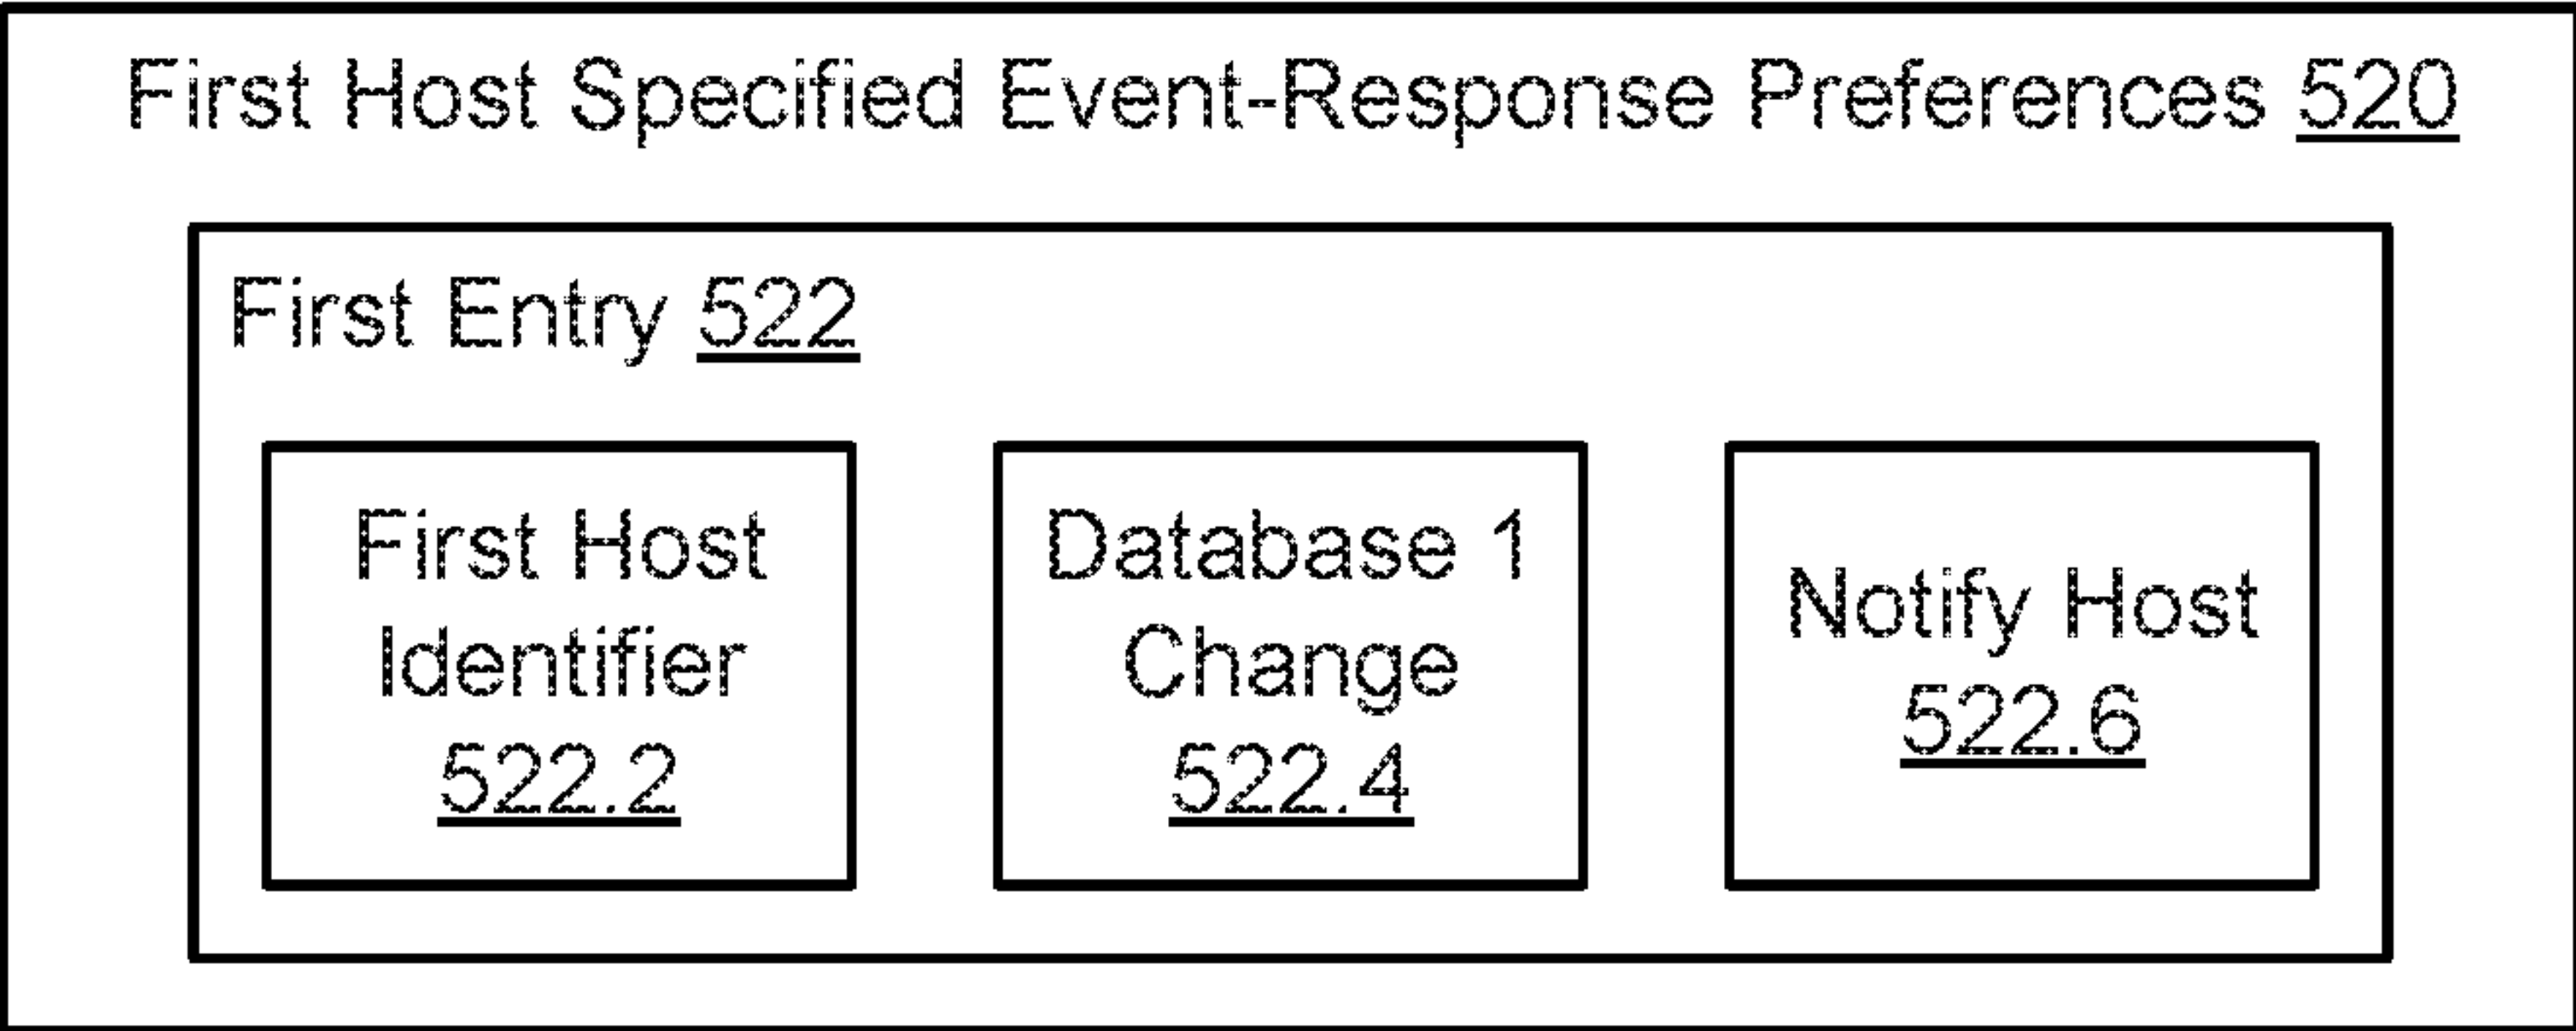 First Host Specified Event-Response Preferences 520
First Entry 522
First Host
Identifier
522.2
Database 1
Change
522.4
Notify Host
522.6